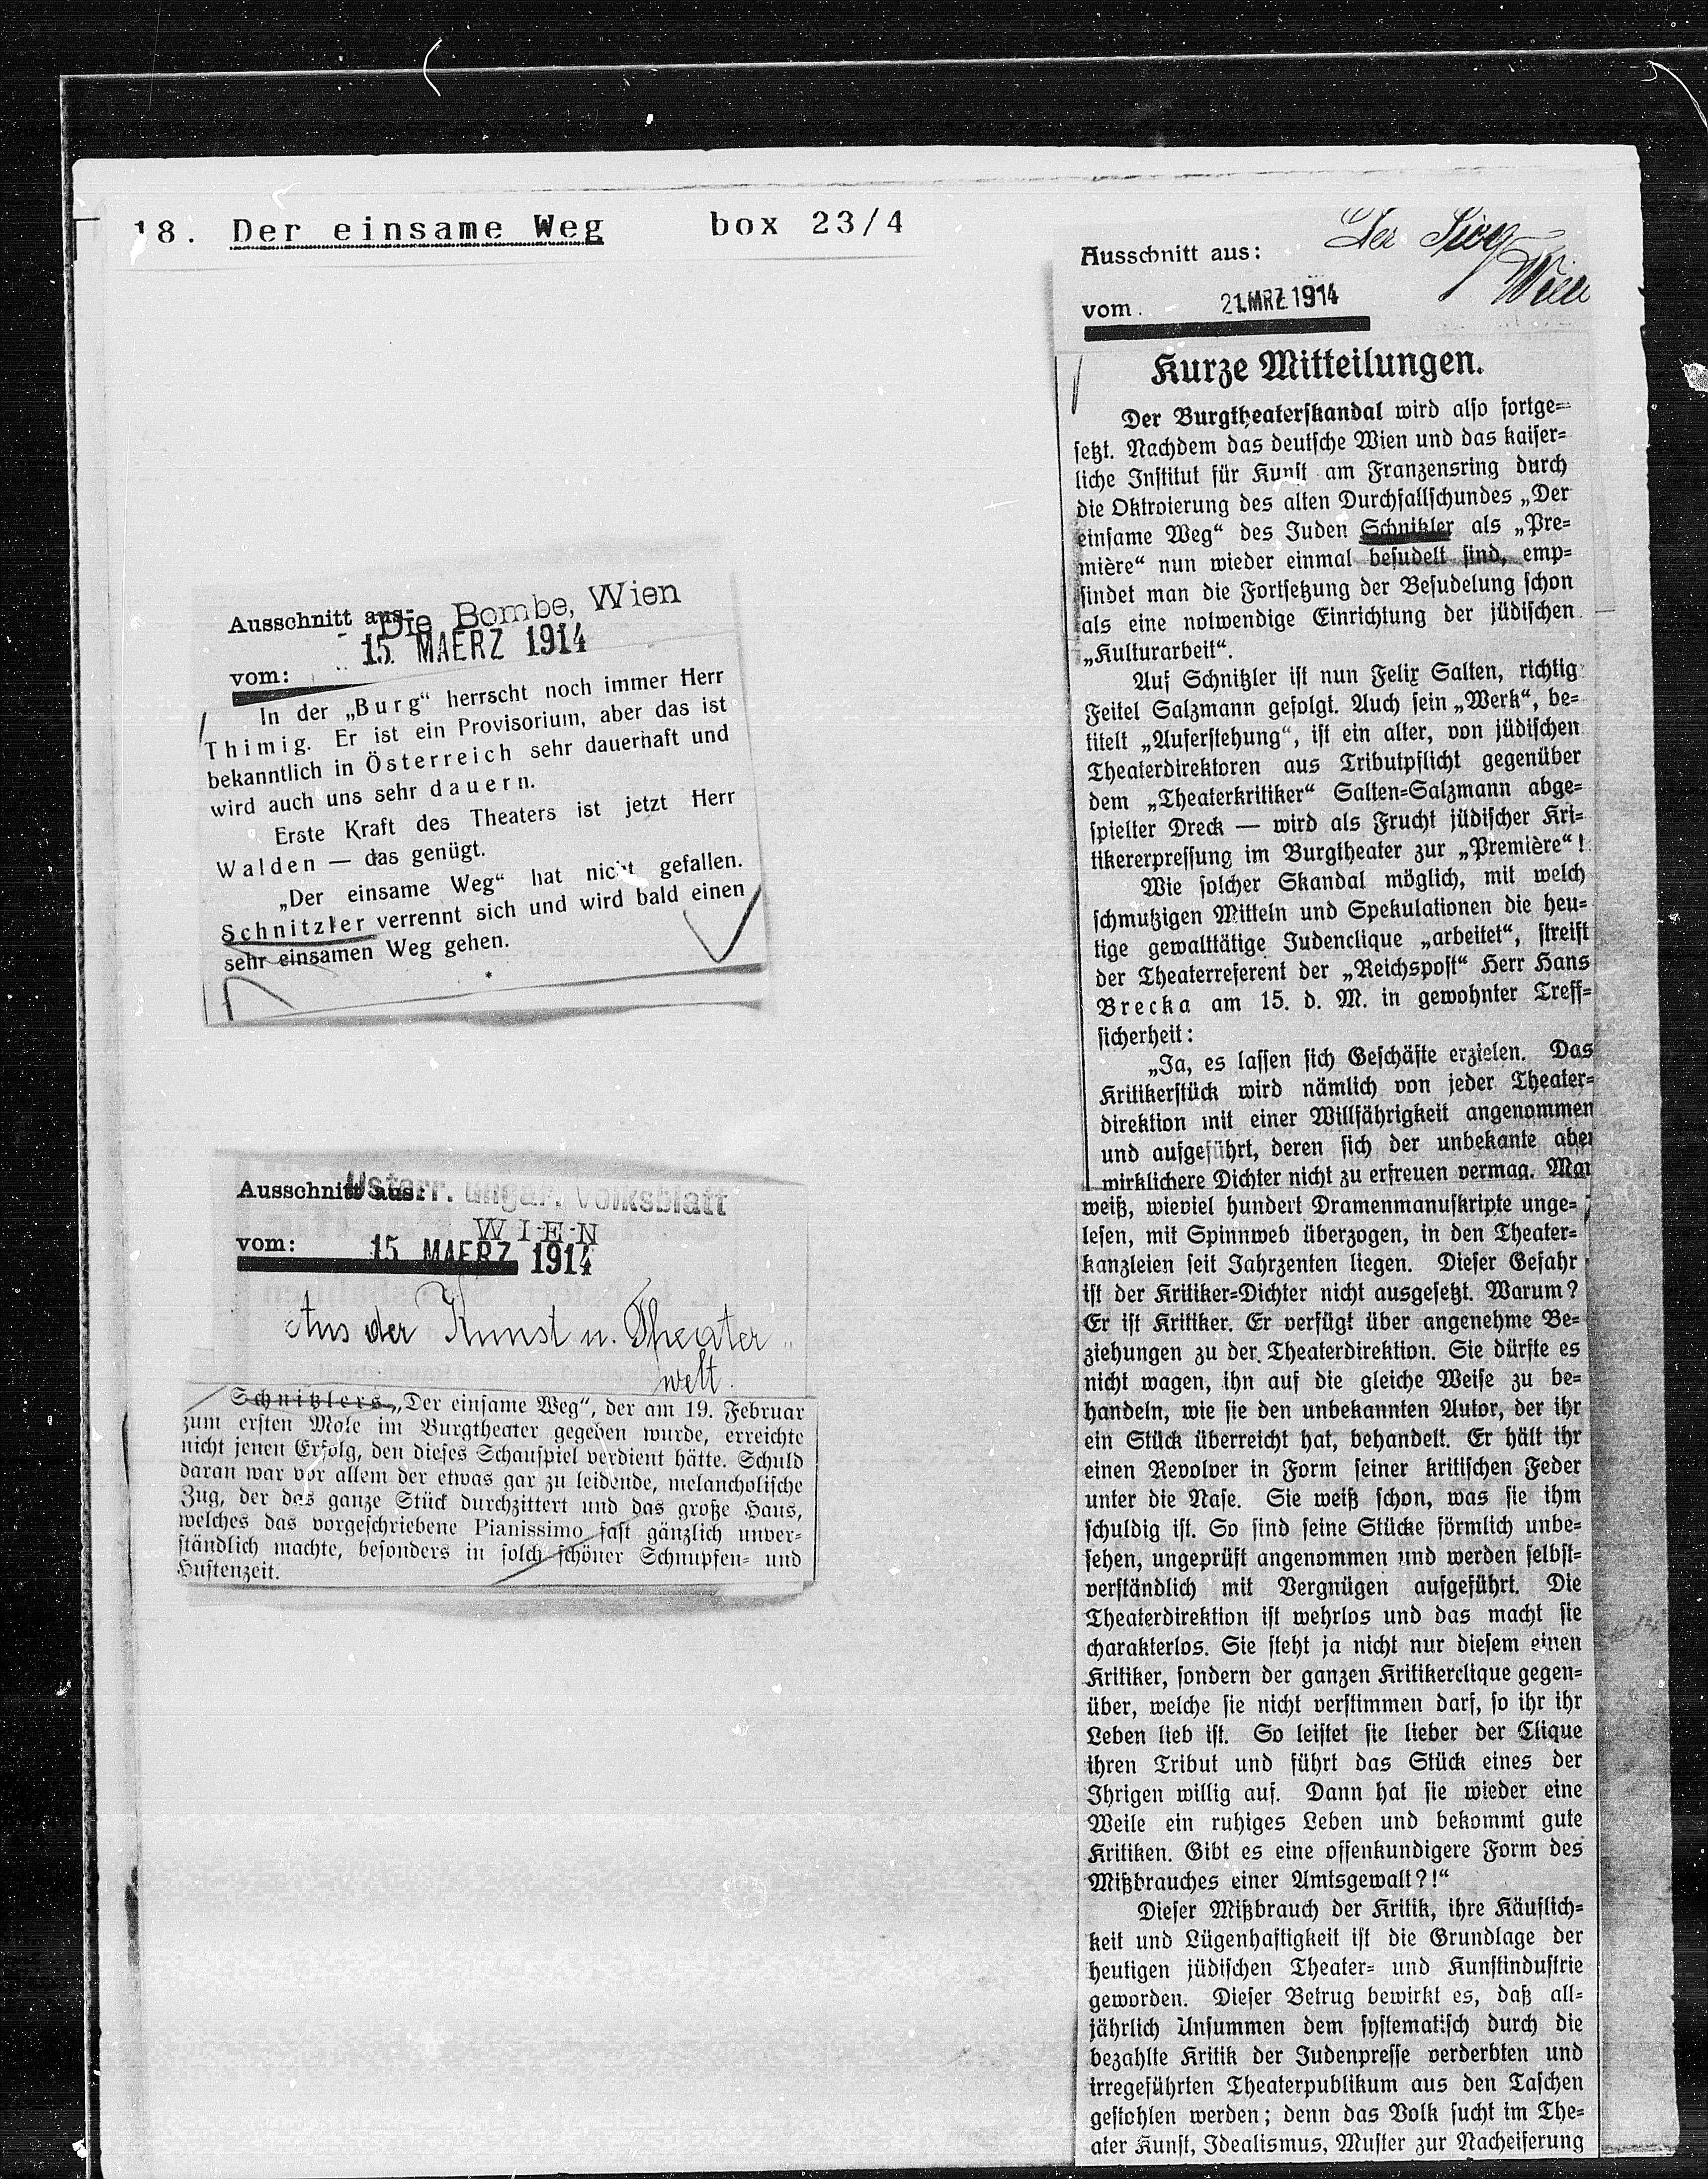 18. Der einsame Weg box 23/4
Ausschnitt aus:
Die Bombe, Wien
15. MAERZ 1914
vom:
In der „Burg“ herrscht noch immer Herr
Thimig. Er ist ein Provisorium, aber das ist
bekanntlich in Österreich sehr dauerhaft und
wird auch uns sehr dauern.
Erste Kraft des Theaters ist jetzt Herr
Walden — das genügt.
„Der einsame Weg“ hat nicht gefallen.
Schnitzler verrennt sich und wird bald einen
sehr einsamen Weg gehen.
*
Ausschnitt aus:
Österr. ungar. Volksblatt
WIEN
vom: 15. MAERZ 1914
Aus der Kunst u. Theater
welt.
Schnitzlers „Der einsame Weg“, der am 19. Februar
zum ersten Male im Burgtheater gegeben wurde, erreichte
nicht jenen Erfolg, den dieses Schauspiel verdient hätte. Schuld
daran war vor allem der etwas gar zu leidende, melancholische
Zug, der das ganze Stück durchzittert und das große Haus,
welches das vorgeschriebene Pianissimo fast gänzlich unver-
ständlich machte, besonders in solch schöner Schnupfen- und
Hustenzeit.
Ausschnitt aus: Der
Wien
vom. 21. MRZ. 1914
Kurze Mitteilungen.
Der Burgtheaterskandal wird also fortge-
setzt. Nachdem das deutsche Wien und das kaiser-
liche Institut für Kunst am Franzensring durch
die Oktroierung des alten Durchfallschundes „Der
einsame Weg“ des Juden Schnitzler als „Pre-
mière“ nun wieder einmal besudelt sind, emp-
findet man die Fortsetzung der Besudelung schon
als eine notwendige Einrichtung der jüdischen
„Kulturarbeit“.
Auf Schnitzler ist nun Felix Salten, richtig
Feitel Salzmann gefolgt. Auch sein „Werk“, be-
titelt „Auferstehung“, ist ein alter, von jüdischen
Theaterdirektoren aus Tributpflicht gegenüber
dem „Theaterkritiker“ Salten-Salzmann abge-
spielter Dreck — wird als Frucht jüdischer Kri-
tikererpressung im Burgtheater zur „Première“!
Wie solcher Skandal möglich, mit welch
schmutzigen Mitteln und Spekulationen die heu-
tige gewalttätige Judenclique „arbeitet“, streift
der Theaterreferent der „Reichspost“ Herr Hans
Brecka am 15. d. M. in gewohnter Treff-
sicherheit:
„Ja, es lassen sich Geschäfte erzielen. Das
Kritikerstück wird nämlich von jeder Theater-
direktion mit einer Willfährigkeit angenommen
und aufgeführt, deren sich der unbekante aber
wirklichere Dichter nicht zu erfreuen vermag. Man
weiß, wieviel hundert Dramenmanuskripte unge-
lesen, mit Spinnweb überzogen, in den Theater-
kanzleien seit Jahrzenten liegen. Dieser Gefahr
ist der Kritiker-Dichter nicht ausgesetzt. Warum?
Er ist Kritiker. Er verfügt über angenehme Be-
ziehungen zu der Theaterdirektion. Sie dürfte es
nicht wagen, ihn auf die gleiche Weise zu be-
handeln, wie sie den unbekannten Autor, der ihr
ein Stück überreicht hat, behandelt. Er hält ihr
einen Revolver in Form seiner kritischen Feder
unter die Nase. Sie weiß schon, was sie ihm
schuldig ist. So sind seine Stücke förmlich unbe-
sehen, ungeprüft angenommen und werden selbst-
verständlich mit Vergnügen aufgeführt. Die
Theaterdirektion ist wehrlos und das macht sie
charakterlos. Sie steht ja nicht nur diesem einen
Kritiker, sondern der ganzen Kritikerclique gegen-
über, welche sie nicht verstimmen darf, so ihr ihr
Leben lieb ist. So leistet sie lieber der Clique
ihren Tribut und führt das Stück eines der
Ihrigen willig auf. Dann hat sie wieder eine
Weile ein ruhiges Leben und bekommt gute
Kritiken. Gibt es eine offenkundigere Form des
Mißbrauches einer Amtsgewalt?!“
Dieser Mißbrauch der Kritik, ihre Käuflich-
keit und Lügenhaftigkeit ist die Grundlage der
heutigen jüdischen Theater- und Kunstindustrie
geworden. Dieser Betrug bewirkt es, daß all-
jährlich Unsummen dem systematisch durch die
bezahlte Kritik der Judenpresse verderbten und
irregeführten Theaterpublikum aus den Taschen
gestohlen werden; denn das Volk sucht im The-
ater Kunst, Idealismus, Muster zur Nacheiferung